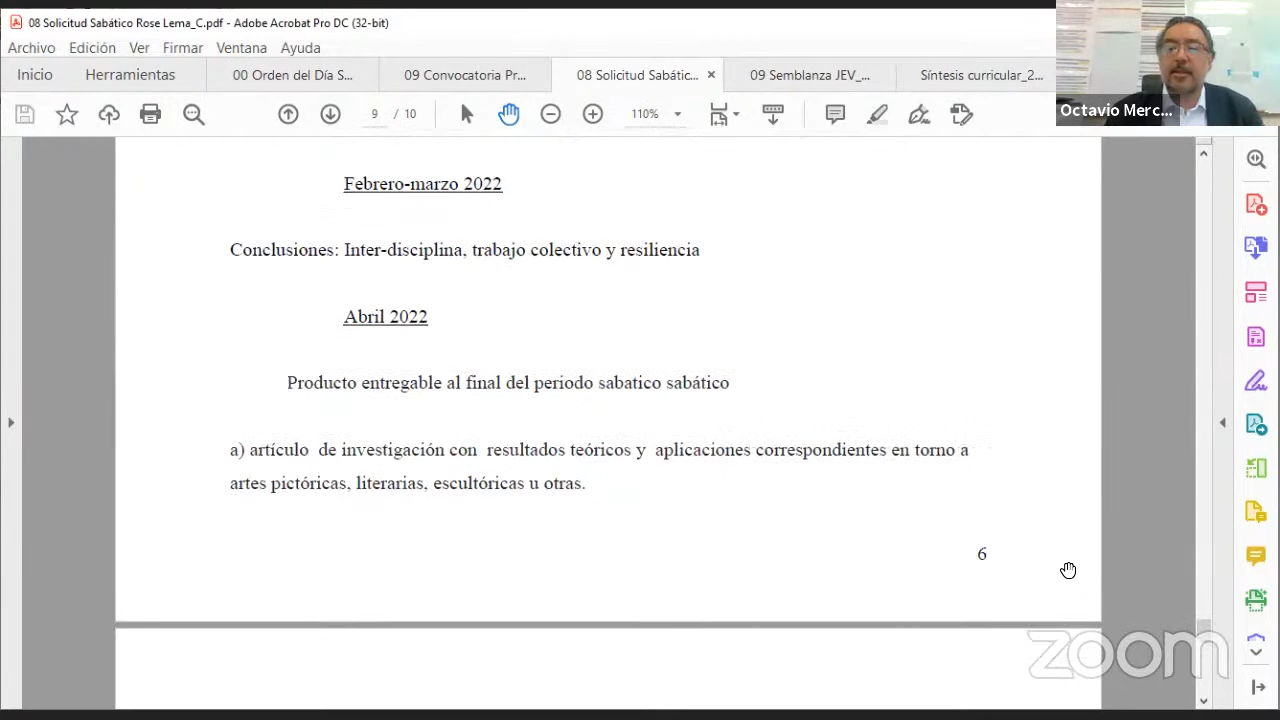 08 Solicitud Sabático Rose Lema_C.pdf - Adobe Acrobat Pro DC (32-bit)
Archivo Edición Ver Firmar Ventana Ayuda
Inicio Herramientas 00 Orden del Día S... 09 Convocatoria Pr... 08 Solicitud Sabátic... × 09 Semblanza JEV_... Síntesis curricular_2...
9 / 10 110%
Octavio Merc...
Febrero-marzo 2022
Conclusiones: Inter-disciplina, trabajo colectivo y resiliencia
Abril 2022
Producto entregable al final del periodo sabatico sabático
a) artículo de investigación con resultados teóricos y aplicaciones correspondientes en torno a
artes pictóricas, literarias, escultóricas u otras.
6
zoom